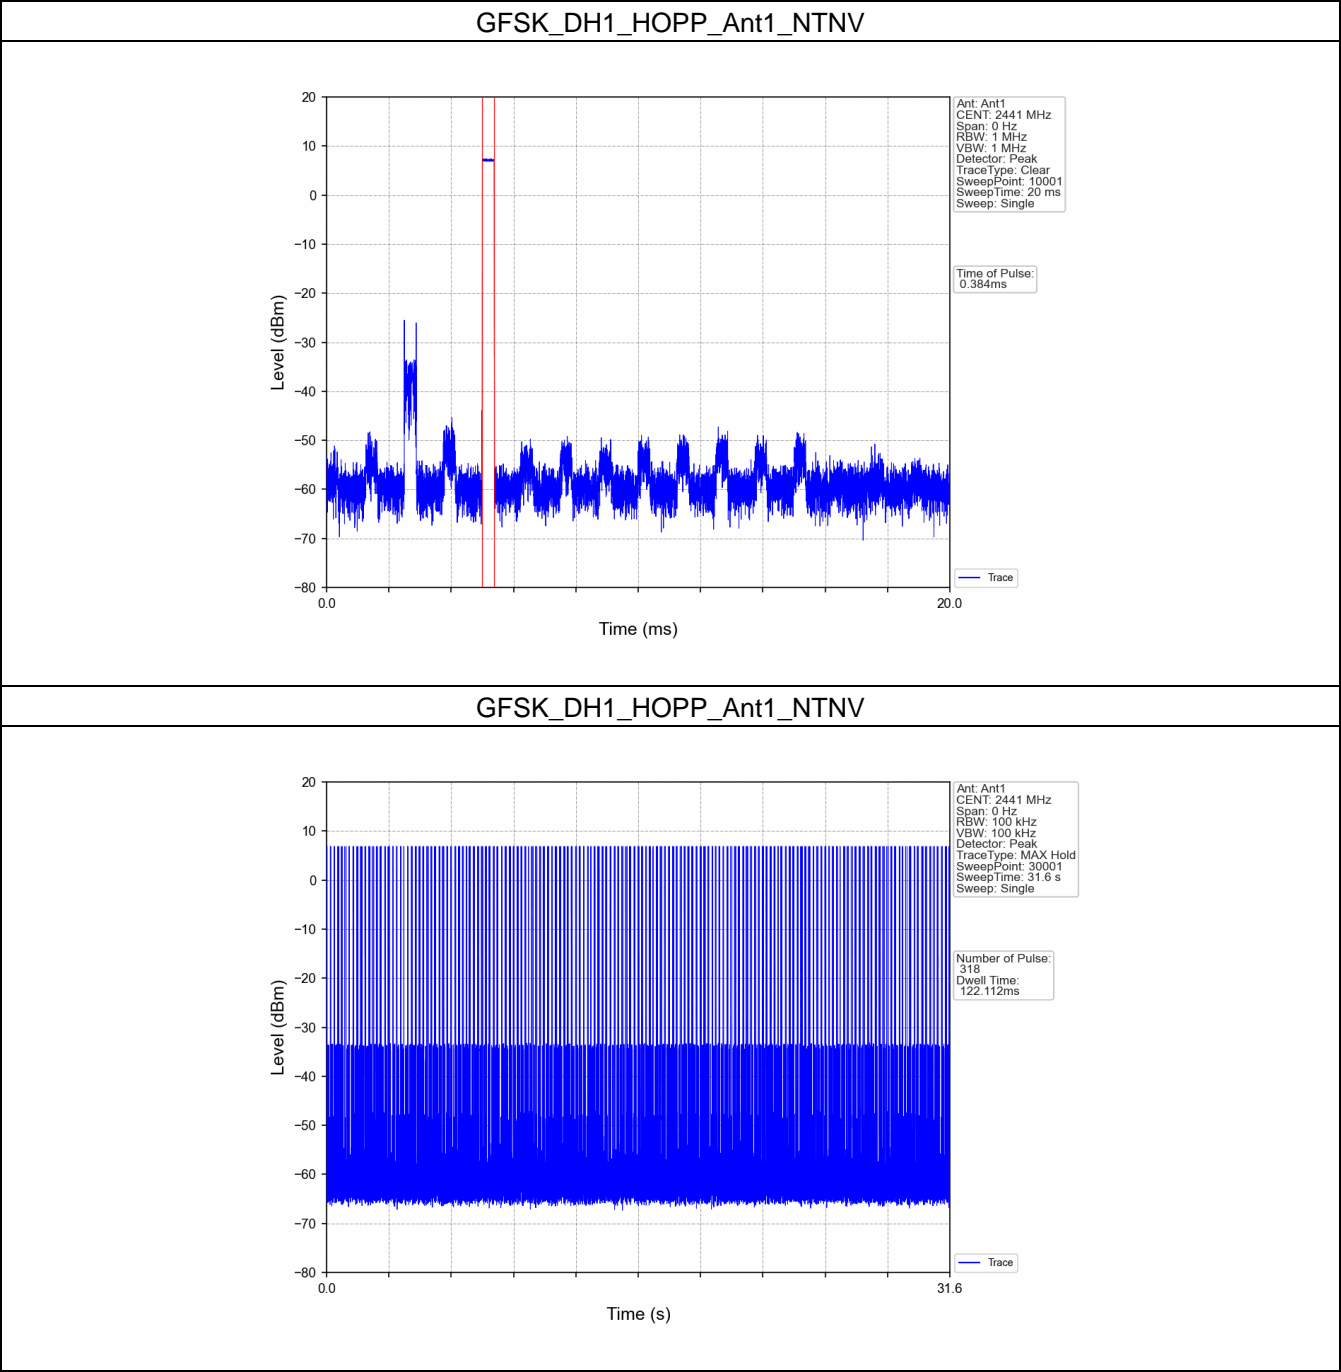 GFSK_DH1_HOPP_Ant1_NTNV
20
10
0
−10
−20
−30
−40
−50
−60
−70
−80
Level (dBm)
0.0
20.0
Time (ms)
Ant: Ant1
CENT: 2441 MHz
Span: 0 Hz
RBW: 1 MHz
VBW: 1 MHz
Detector: Peak
TraceType: Clear
SweepPoint: 10001
SweepTime: 20 ms
Sweep: Single
Time of Pulse:
0.384ms
Trace
GFSK_DH1_HOPP_Ant1_NTNV
20
10
0
−10
−20
−30
−40
−50
−60
−70
−80
Level (dBm)
0.0
31.6
Time (s)
Ant: Ant1
CENT: 2441 MHz
Span: 0 Hz
RBW: 100 kHz
VBW: 100 kHz
Detector: Peak
TraceType: MAX Hold
SweepPoint: 30001
SweepTime: 31.6 s
Sweep: Single
Number of Pulse:
318
Dwell Time:
122.112ms
Trace